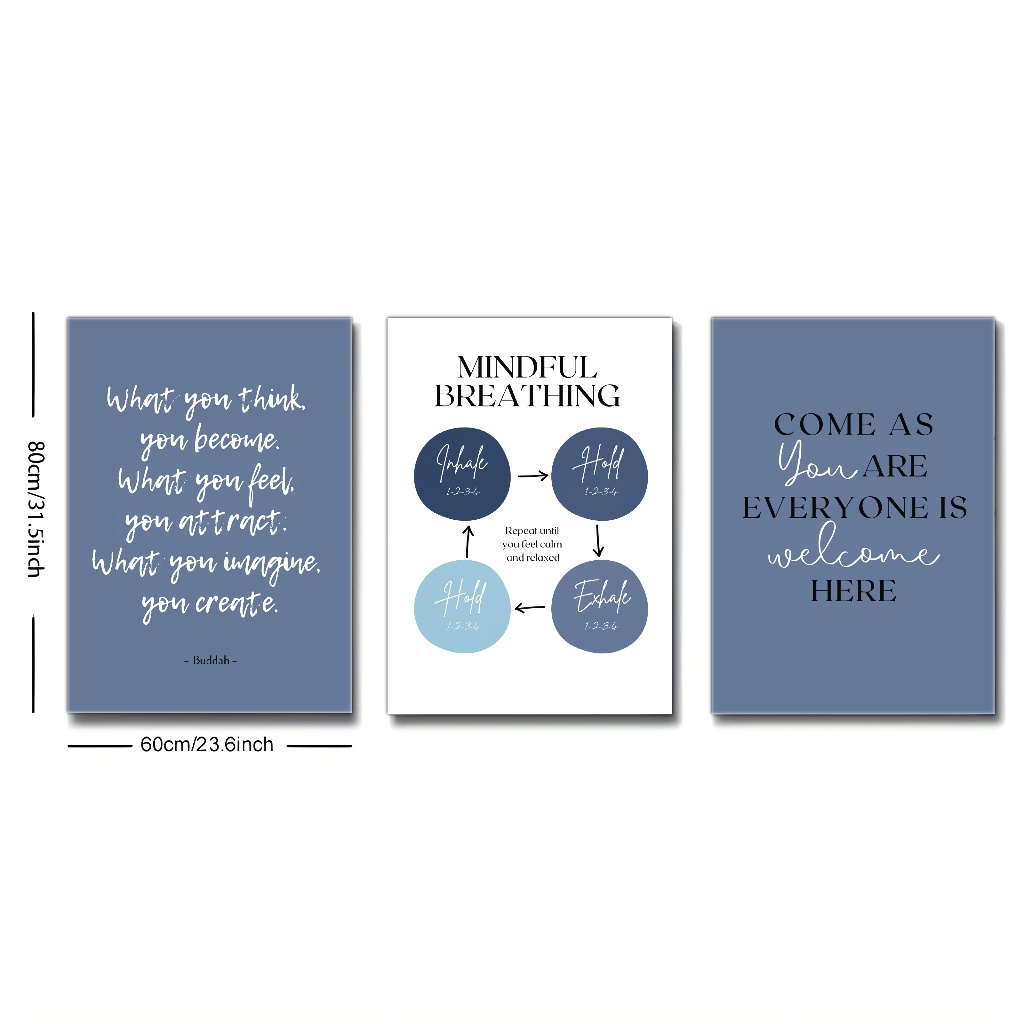 80cm/31.5inch
What you think,
you become.
What you feel,
you attract.
What you imagine,
you create.
- Buddah -
60cm/23.6inch
MINDFUL
BREATHING
Inhale
1-2-3-4
Hold
1-2-3-4
Repeat until
you feel calm
and relaxed
Hold
1-2-3-4
Exhale
1-2-3-4
COME AS
You ARE
EVERYONE IS
welcome
HERE